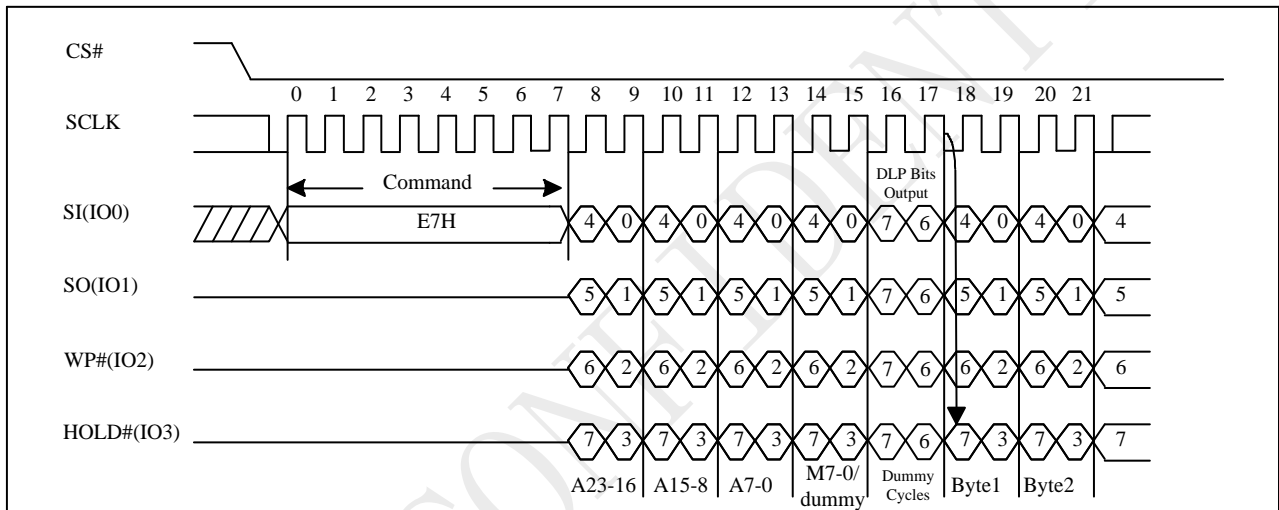 CS#
0 1 2 3 4 5 6 7 8 9 10 11 12 13 14 15 16 17 18 19 20 21
SCLK
Command
DLP Bits
Output
SI(IO0)
E7H 4 0 4 0 4 0 4 0 7 6 4 0 4 0 4
SO(IO1)
5 1 5 1 5 1 5 1 7 6 5 1 5 1 5
WP#(IO2)
6 2 6 2 6 2 6 2 7 6 6 2 6 2 6
HOLD#(IO3)
7 3 7 3 7 3 7 3 7 6 7 3 7 3 7
A23-16 A15-8 A7-0 M7-0/
dummy
Dummy
Cycles
Byte1 Byte2
CONFIDENT